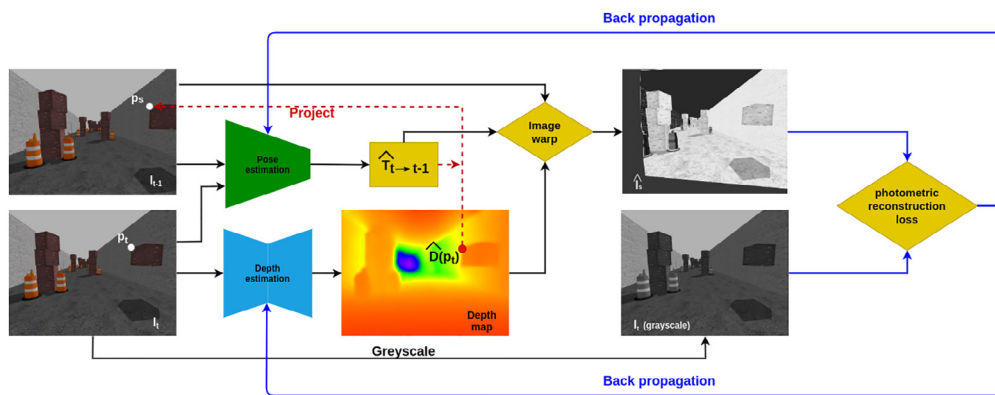 Back propagation
pₛ
Project
Iₜ₋₁
Pose
estimation
T̂ₜ→ t-1
Image
warp
Îₛ
photometric
reconstruction
loss
pₜ
Iₜ
Depth
estimation
D̂(pₜ)
Depth
map
Iₜ (grayscale)
Greyscale
Back propagation